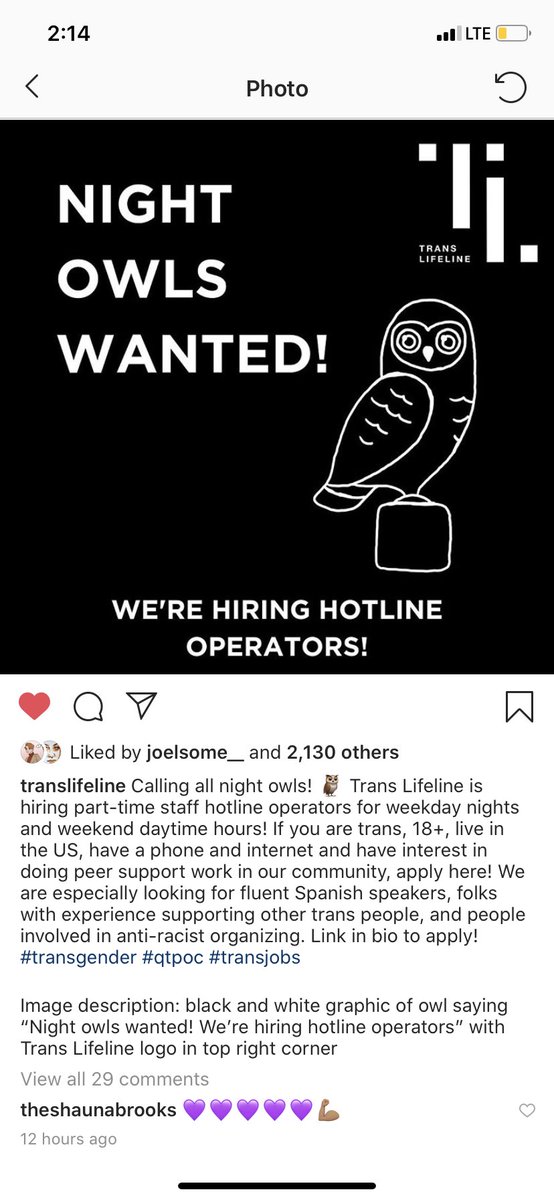 2:14
LTE
Photo
NIGHT
OWLS
WANTED!
TRANS
LIFELINE
WE'RE HIRING HOTLINE
OPERATORS!
Liked by joelsome__ and 2,130 others
translifeline Calling all night owls! 🦉 Trans Lifeline is
hiring part-time staff hotline operators for weekday nights
and weekend daytime hours! If you are trans, 18+, live in
the US, have a phone and internet and have interest in
doing peer support work in our community, apply here! We
are especially looking for fluent Spanish speakers, folks
with experience supporting other trans people, and people
involved in anti-racist organizing. Link in bio to apply!
#transgender #qtpoc #transjobs
Image description: black and white graphic of owl saying
“Night owls wanted! We’re hiring hotline operators” with
Trans Lifeline logo in top right corner
View all 29 comments
theshaunabrooks 💜💜💜💜💜💪🏽
12 hours ago